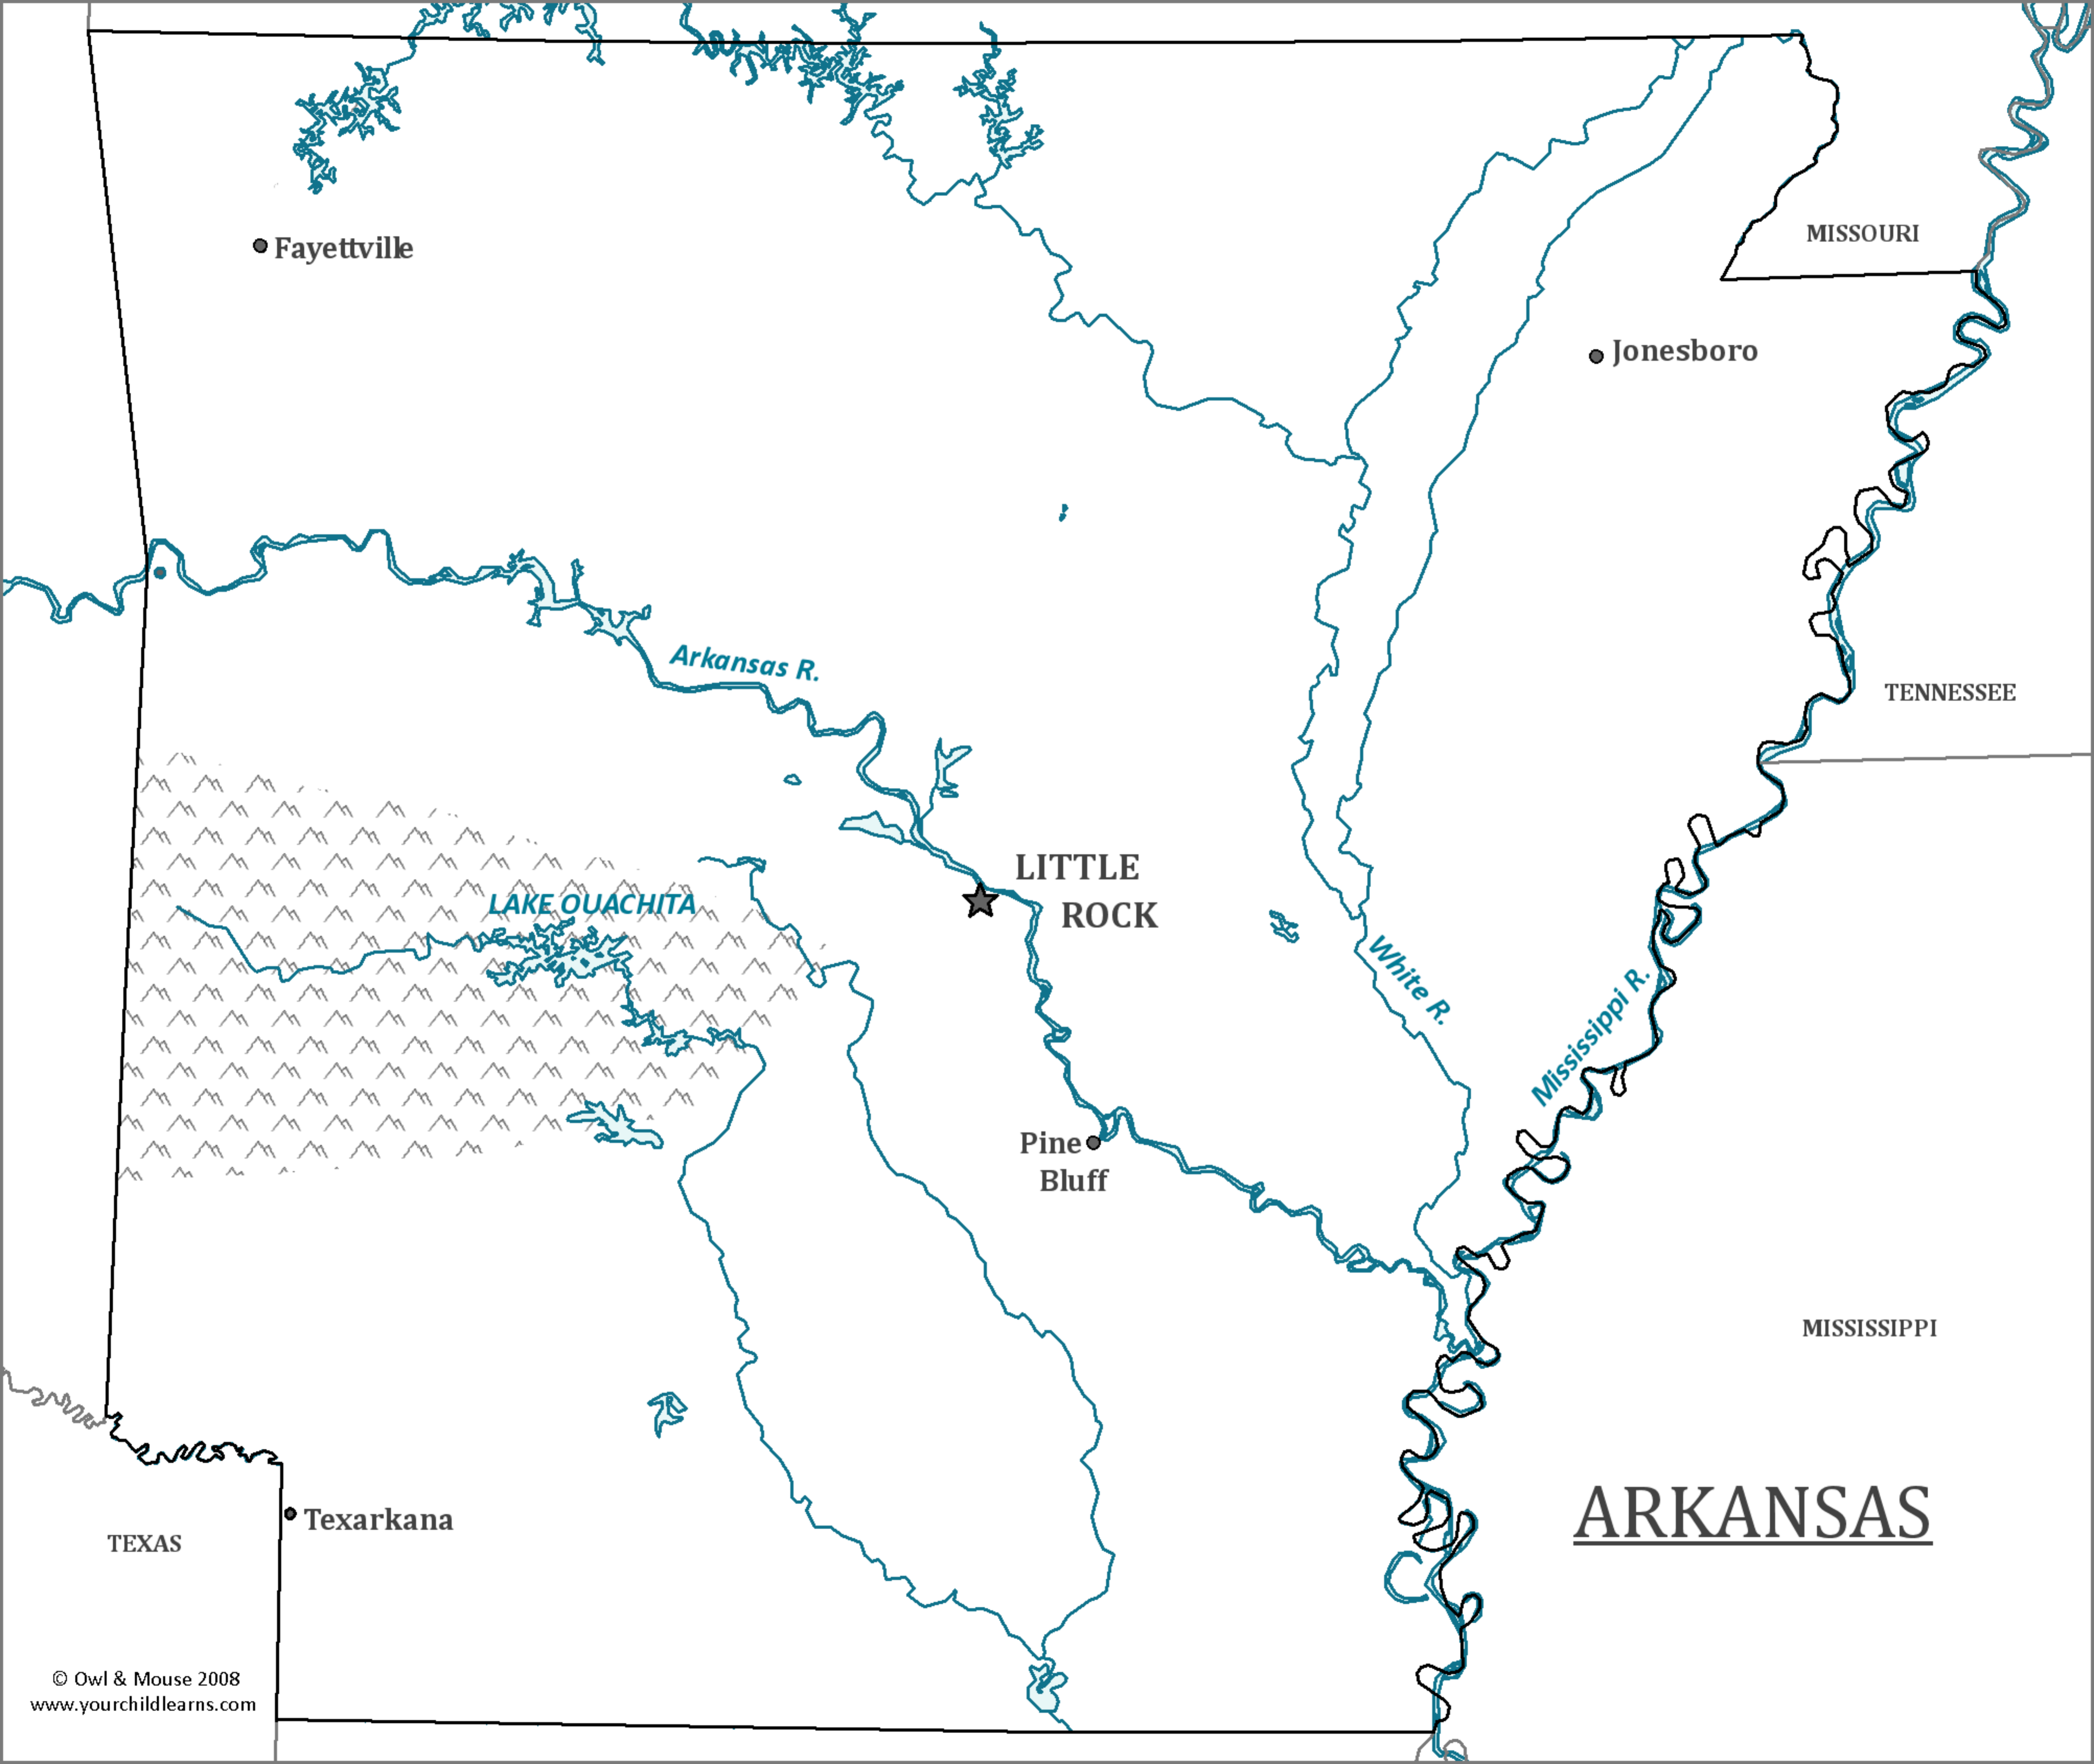 Fayettville
MISSOURI
Jonesboro
Arkansas R.
TENNESSEE
LITTLE
ROCK
LAKE OUACHITA
White R.
Mississippi R.
Pine
Bluff
MISSISSIPPI
ARKANSAS
Texarkana
TEXAS
© Owl & Mouse 2008
www.yourchildlearns.com